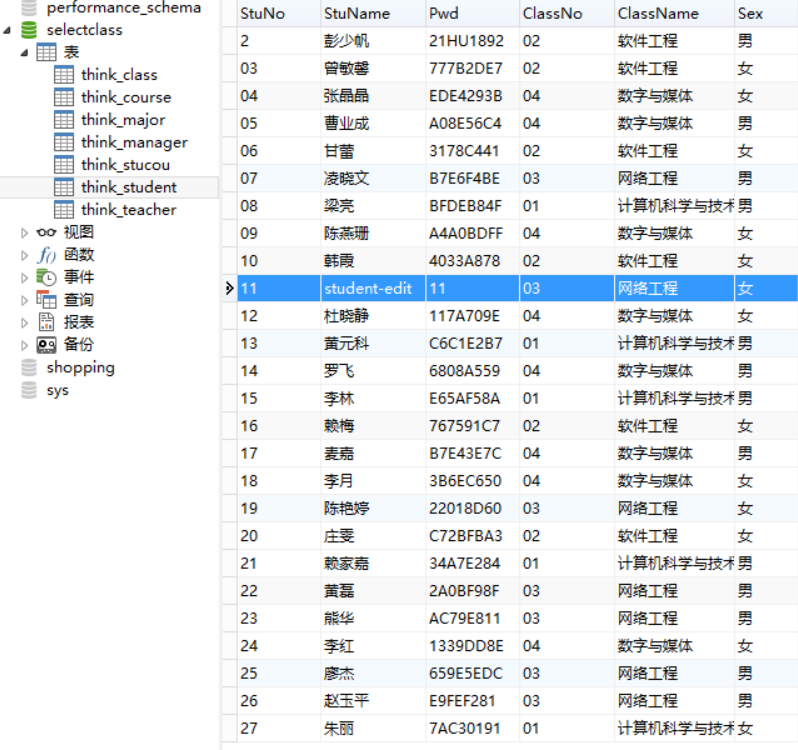 performance_schema
selectclass
表
think_class
think_course
think_major
think_manager
think_stucou
think_student
think_teacher
视图
f() 函数
事件
查询
报表
备份
shopping
sys
StuNo StuName Pwd ClassNo ClassName Sex
2 彭少帆 21HU1892 02 软件工程 男
03 曾敏馨 777B2DE7 02 软件工程 女
04 张晶晶 EDE4293B 04 数字与媒体 女
05 曹业成 A08E56C4 04 数字与媒体 男
06 甘蕾 3178C441 02 软件工程 女
07 凌晓文 B7E6F4BE 03 网络工程 男
08 梁亮 BFDEB84F 01 计算机科学与技术 男
09 陈燕珊 A4A0BDFF 04 数字与媒体 女
10 韩霞 4033A878 02 软件工程 女
11 student-edit 11 03 网络工程 女
12 杜晓静 117A709E 04 数字与媒体 女
13 黄元科 C6C1E2B7 01 计算机科学与技术 男
14 罗飞 6808A559 04 数字与媒体 男
15 李林 E65AF58A 01 计算机科学与技术 男
16 赖梅 767591C7 02 软件工程 女
17 麦嘉 B7E43E7C 04 数字与媒体 男
18 李月 3B6EC650 04 数字与媒体 女
19 陈艳婷 22018D60 03 网络工程 女
20 庄雯 C72BFBA3 02 软件工程 女
21 赖家嘉 34A7E284 01 计算机科学与技术 男
22 黄磊 2A0BF98F 03 网络工程 男
23 熊华 AC79E811 03 网络工程 男
24 李红 1339DD8E 04 数字与媒体 女
25 廖杰 659E5EDC 03 网络工程 男
26 赵玉平 E9FEF281 03 网络工程 男
27 朱丽 7AC30191 01 计算机科学与技术 女